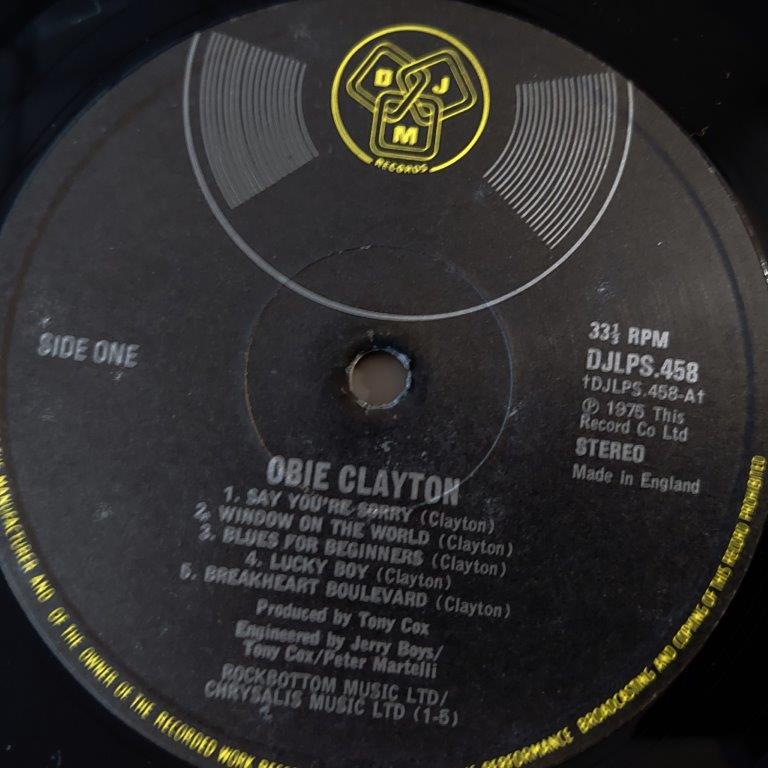 D J
M
RECORDS
SIDE ONE
33⅓ RPM
DJLPS.458
†DJLPS.458-A†
℗ 1975 This
Record Co Ltd
STEREO
Made in England
OBIE CLAYTON
1. SAY YOU'RE SORRY (Clayton)
2. WINDOW ON THE WORLD (Clayton)
3. BLUES FOR BEGINNERS (Clayton)
4. LUCKY BOY (Clayton)
5. BREAKHEART BOULEVARD (Clayton)
Produced by Tony Cox
Engineered by Jerry Boys/
Tony Cox/Peter Martelli
ROCKBOTTOM MUSIC LTD/
CHRYSALIS MUSIC LTD (1-5)
MANUFACTURER AND OF THE OWNER OF THE RECORDED WORK PERFORMANCE BROADCASTING AND COPYING OF THIS RECORD PROHIBITED